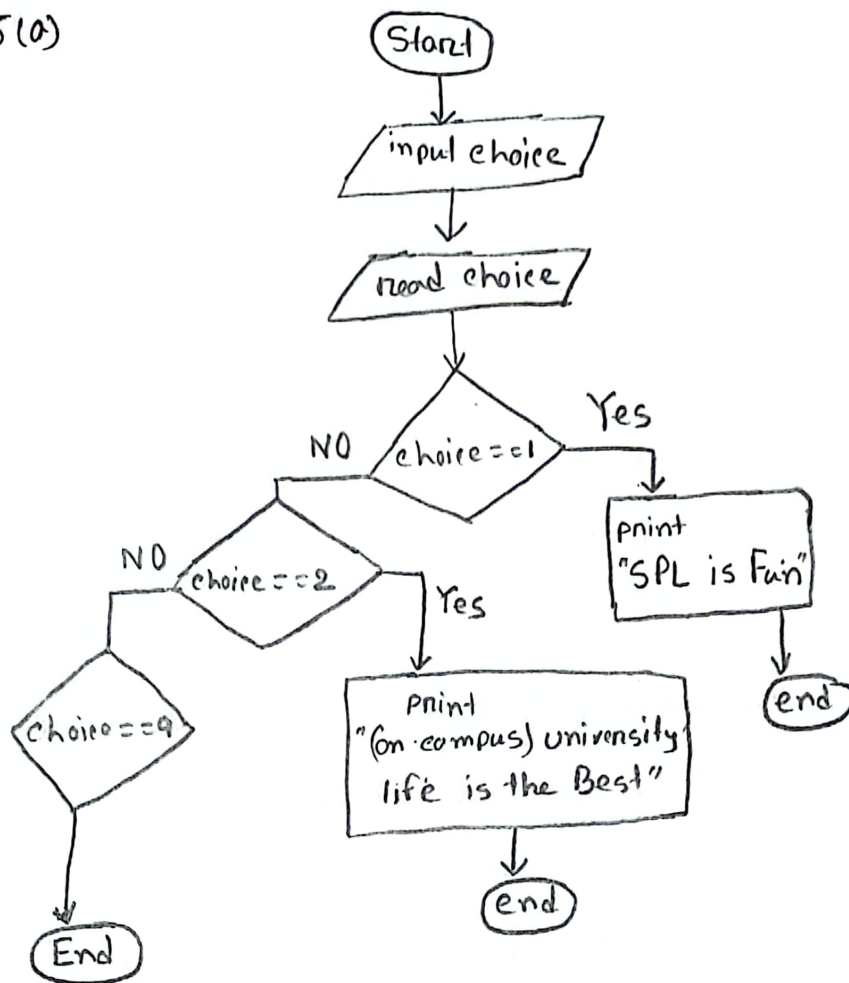 5(a)
Start
input choice
read choice
choice==1
NO
Yes
print
"SPL is Fun"
end
choice==2
NO
Yes
print
"(on-campus) university
life is the Best"
end
choice==9
End